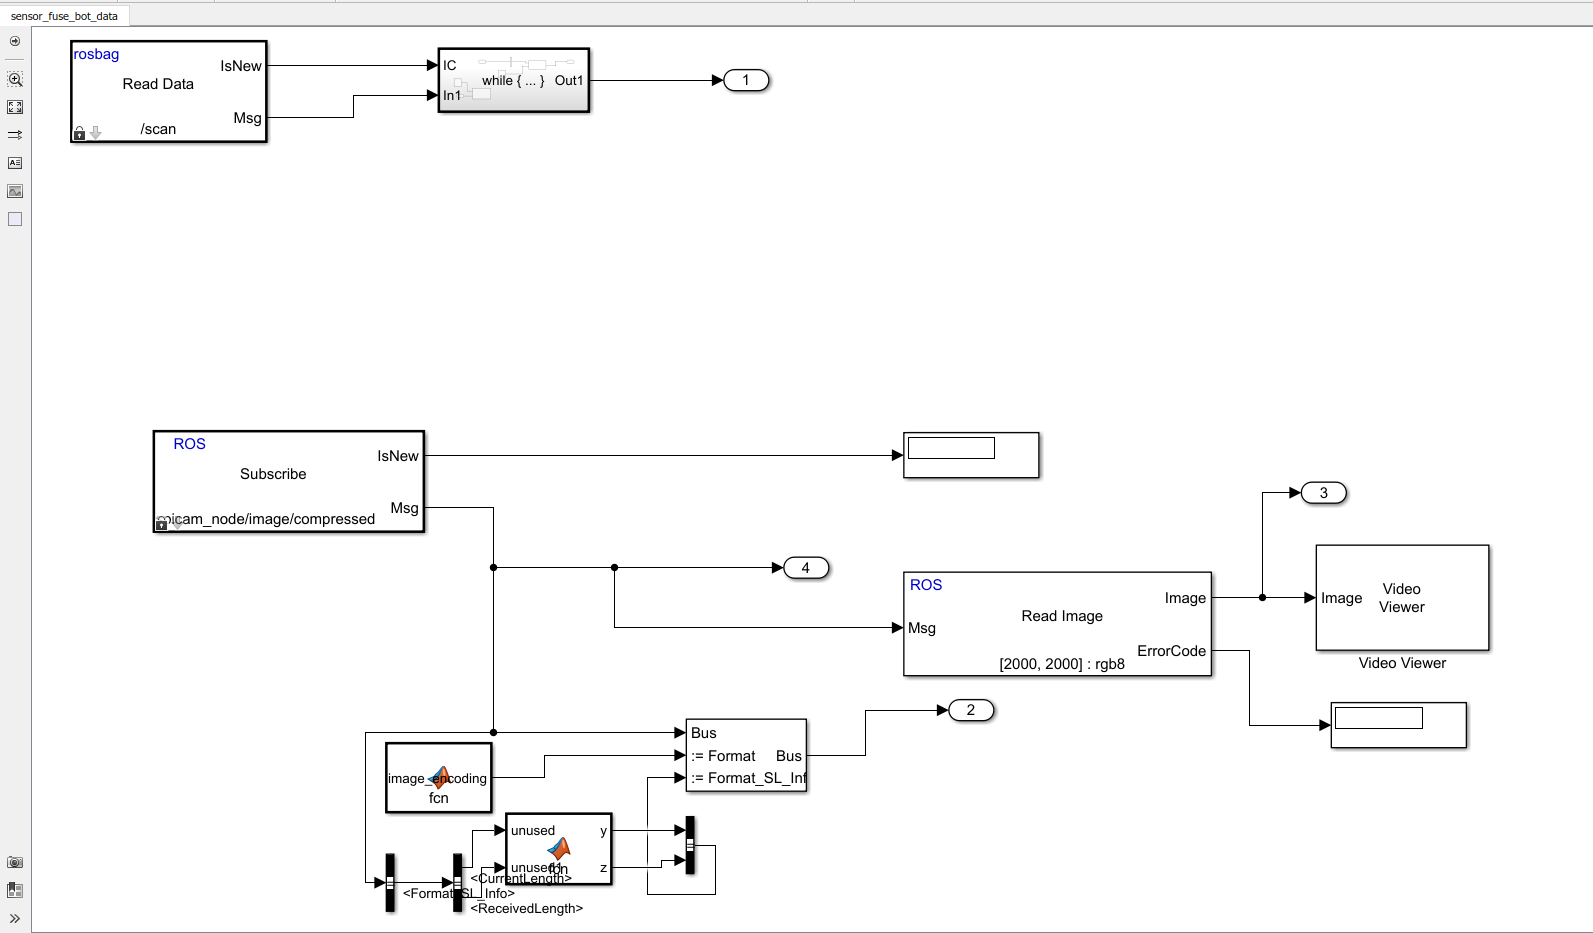 sensor_fuse_bot_data
rosbag
IsNew
Read Data
Msg
/scan
IC
while { ... }
Out1
In1
1
ROS
IsNew
Subscribe
Msg
picam_node/image/compressed
3
4
ROS
Image
Read Image
Msg
ErrorCode
[2000, 2000] : rgb8
Image
Video
Viewer
Video Viewer
2
Bus
:= Format
Bus
:= Format_SL_Inf
image_encoding
fcn
unused
y
unused1
fcn
z
<CurrentLength>
<Format_SL_Info>
<ReceivedLength>